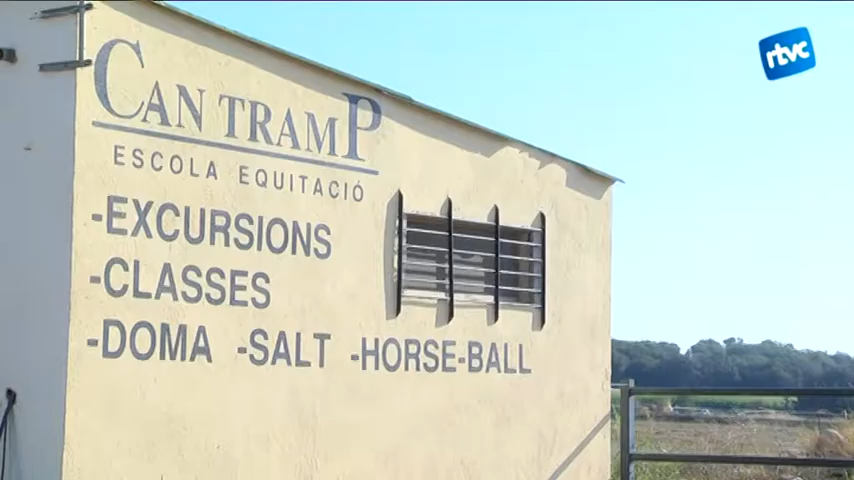 rtvc
CAN TRAMP
ESCOLA EQUITACIÓ
-EXCURSIONS
-CLASSES
-DOMA -SALT -HORSE-BALL